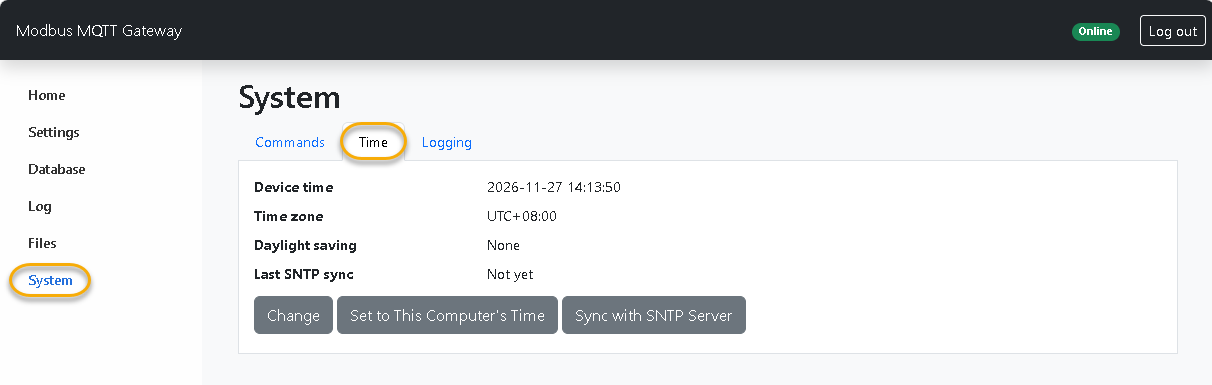 Modbus MQTT Gateway
Online
Log out
Home
Settings
Database
Log
Files
System
System
Commands Time Logging
Device time 2026-11-27 14:13:50
Time zone UTC+08:00
Daylight saving None
Last SNTP sync Not yet
Change Set to This Computer's Time Sync with SNTP Server